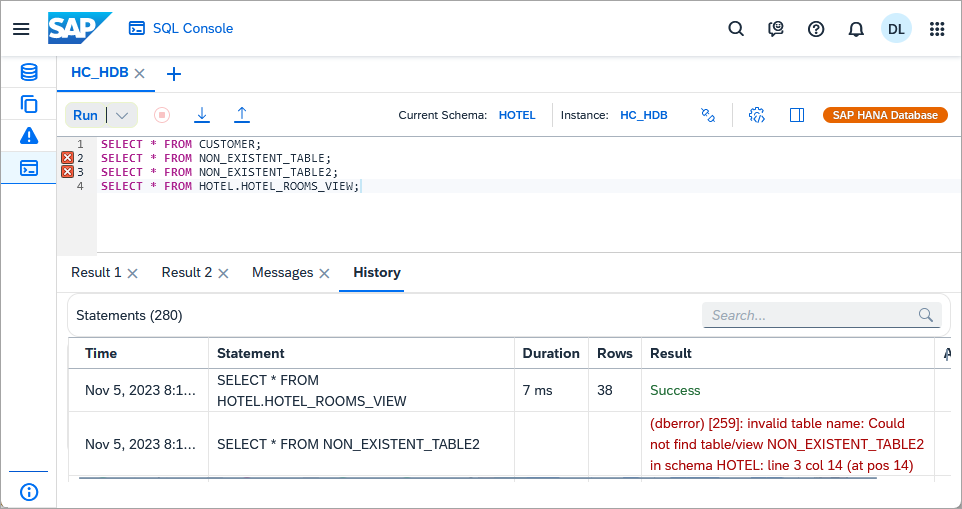 SAP SQL Console DL
HC_HDB
Run Current Schema: HOTEL Instance: HC_HDB SAP HANA Database
1 SELECT * FROM CUSTOMER;
2 SELECT * FROM NON_EXISTENT_TABLE;
3 SELECT * FROM NON_EXISTENT_TABLE2;
4 SELECT * FROM HOTEL.HOTEL_ROOMS_VIEW;
Result 1 Result 2 Messages History
Statements (280) Search...
Time Statement Duration Rows Result
Nov 5, 2023 8:1... SELECT * FROM
HOTEL.HOTEL_ROOMS_VIEW 7 ms 38 Success
Nov 5, 2023 8:1... SELECT * FROM NON_EXISTENT_TABLE2
(dberror) [259]: invalid table name: Could
not find table/view NON_EXISTENT_TABLE2
in schema HOTEL: line 3 col 14 (at pos 14)